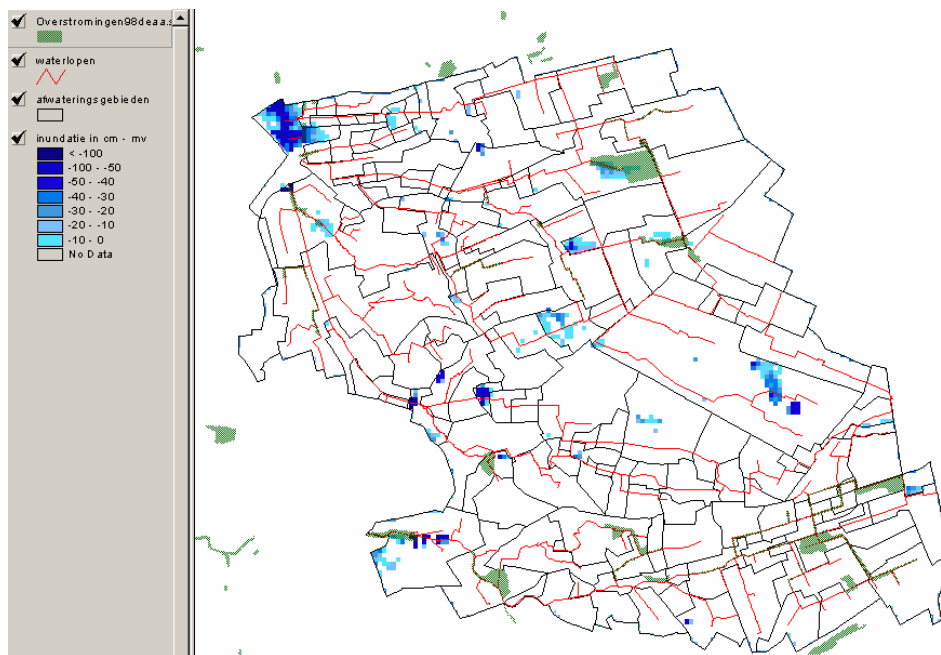 Overstromingen98deaa.s
waterlopen
afwateringsgebieden
inundatie in cm - mv
< -100
-100 - -50
-50 - -40
-40 - -30
-30 - -20
-20 - -10
-10 - 0
No Data